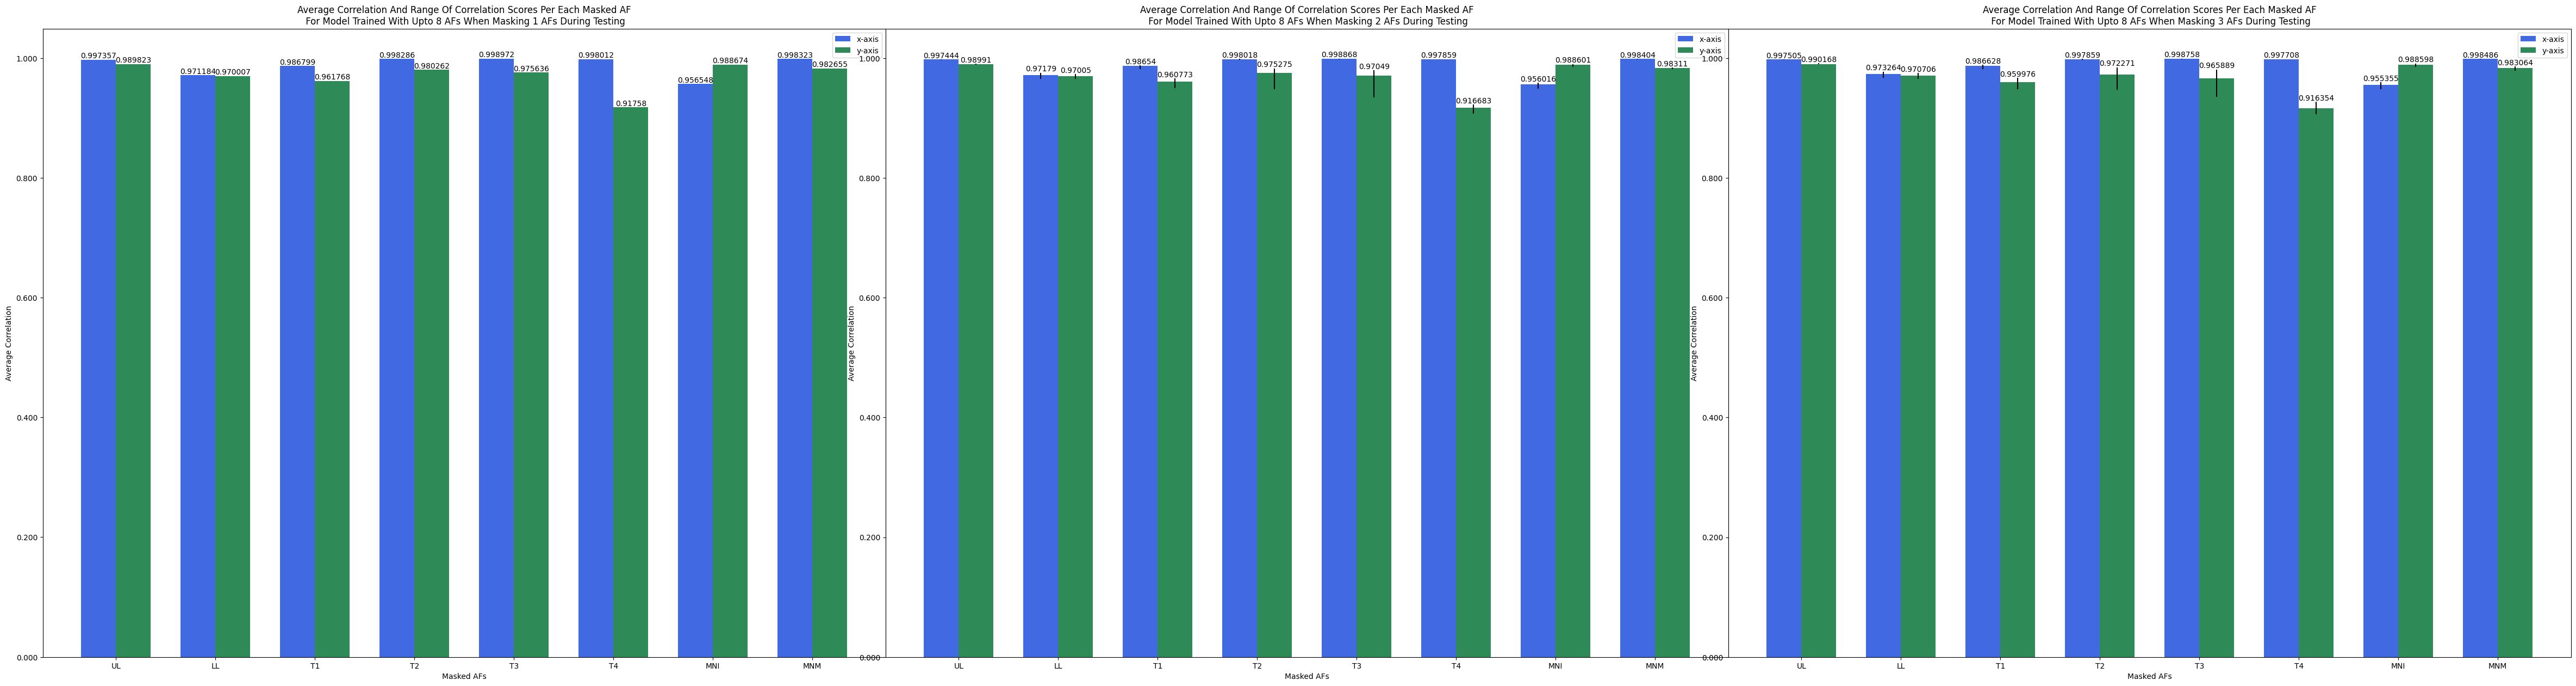 Average Correlation And Range Of Correlation Scores Per Each Masked AF
For Model Trained With Upto 8 AFs When Masking 1 AFs During Testing
x-axis
y-axis
1.000
0.800
0.600
0.400
0.200
0.000
Average Correlation
0.997357
0.989823
0.971184
0.970007
0.986799
0.961768
0.998286
0.980262
0.998972
0.975636
0.998012
0.91758
0.956548
0.988674
0.998323
0.982655
UL
LL
T1
T2
T3
T4
MNI
MNM
Masked AFs
Average Correlation And Range Of Correlation Scores Per Each Masked AF
For Model Trained With Upto 8 AFs When Masking 2 AFs During Testing
x-axis
y-axis
1.000
0.800
0.600
0.400
0.200
0.000
Average Correlation
0.997444
0.98991
0.97179
0.97005
0.98654
0.960773
0.998018
0.975275
0.998868
0.97049
0.997859
0.916683
0.956016
0.988601
0.998404
0.98311
UL
LL
T1
T2
T3
T4
MNI
MNM
Masked AFs
Average Correlation And Range Of Correlation Scores Per Each Masked AF
For Model Trained With Upto 8 AFs When Masking 3 AFs During Testing
x-axis
y-axis
1.000
0.800
0.600
0.400
0.200
0.000
Average Correlation
0.997505
0.990168
0.973264
0.970706
0.986628
0.959976
0.997859
0.972271
0.998758
0.965889
0.997708
0.916354
0.955355
0.988598
0.998486
0.983064
UL
LL
T1
T2
T3
T4
MNI
MNM
Masked AFs